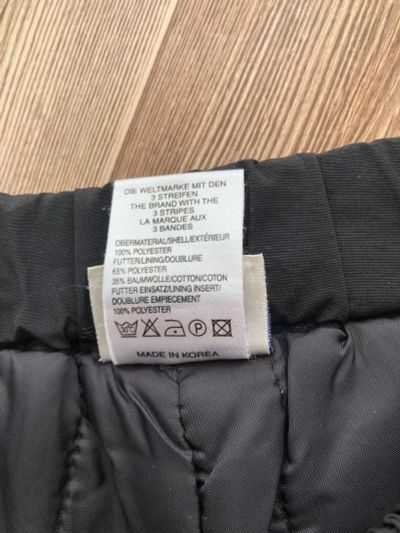 DIE WELTMARKE MIT DEN
3 STREIFEN
THE BRAND WITH THE
3 STRIPES
LA MARQUE AUX
3 BANDES
OBERMATERIAL/SHELL/EXTÉRIEUR
100% POLYESTER
FUTTER/LINING/DOUBLURE
65% POLYESTER
35% BAUMWOLLE/COTTON/COTON
FUTTER EINSATZ/LINING INSERT/
DOUBLURE EMPIECEMENT
100% POLYESTER
P
MADE IN KOREA